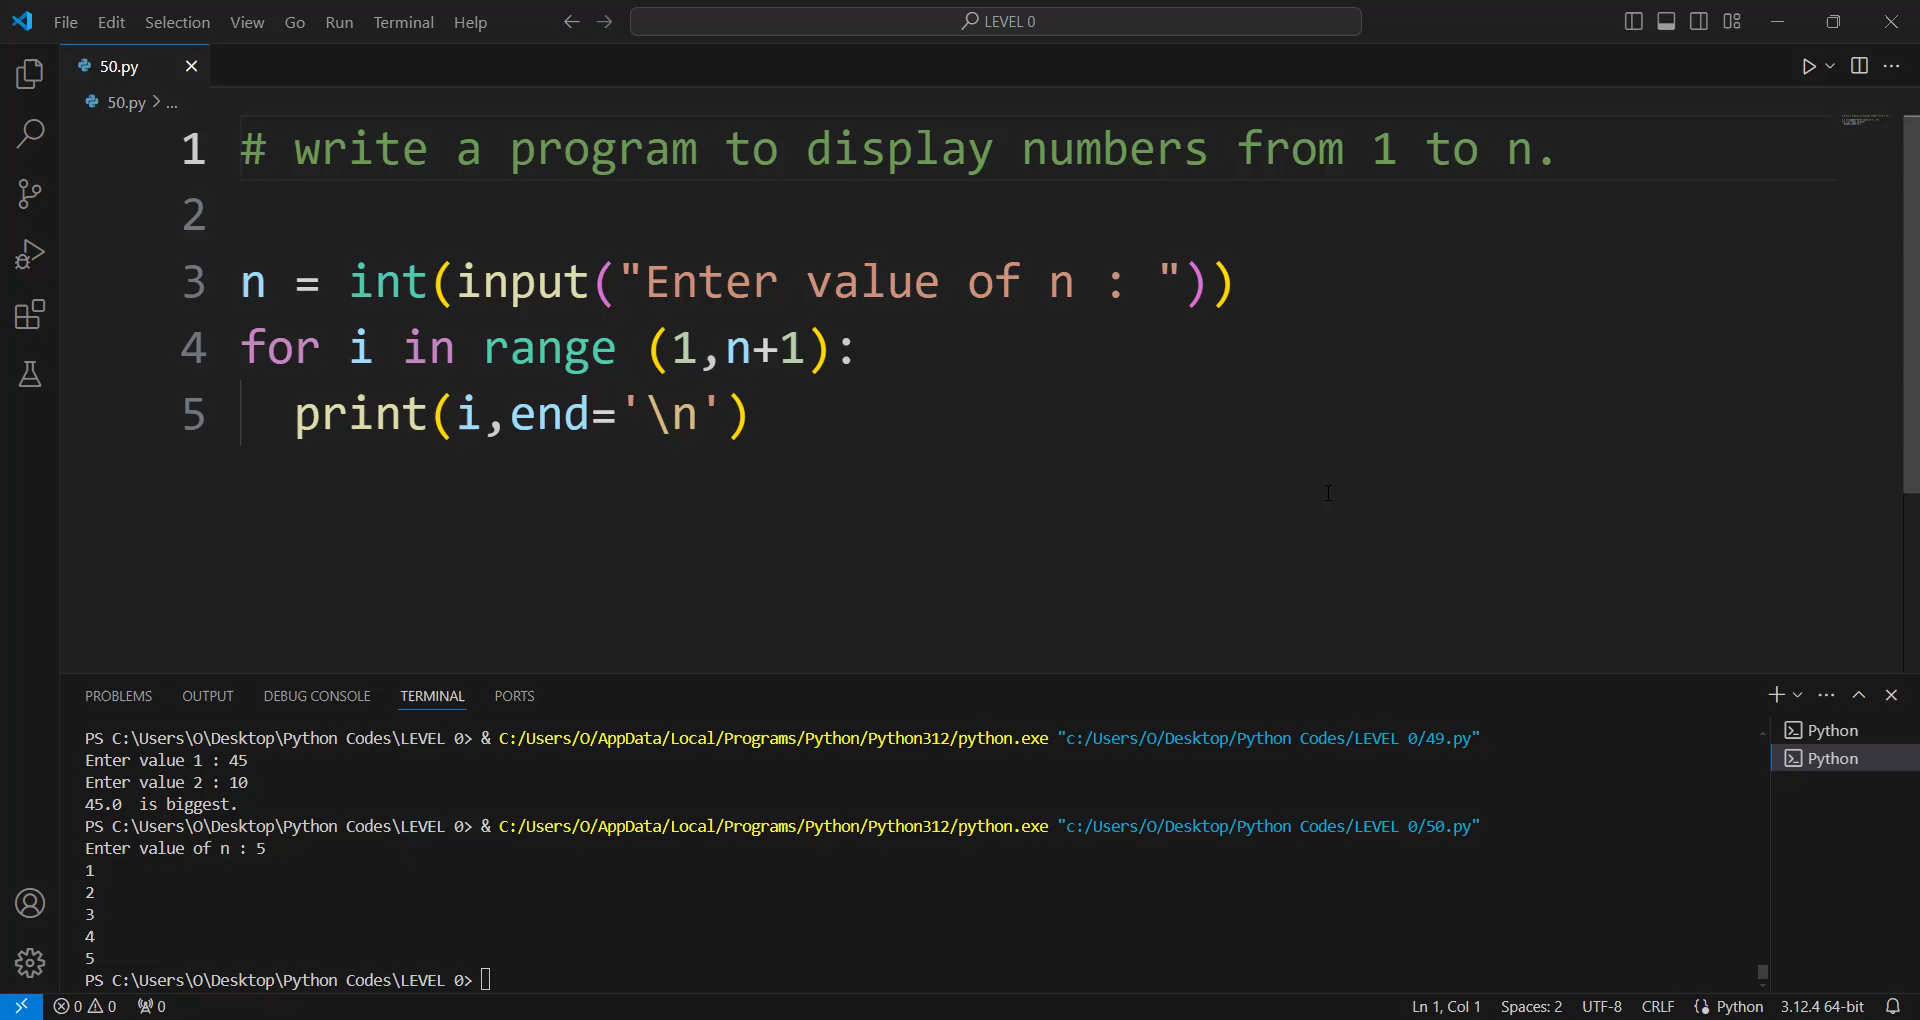 File Edit Selection View Go Run Terminal Help LEVEL 0
50.py
50.py > ...
1 # write a program to display numbers from 1 to n.
2
3 n = int(input("Enter value of n : "))
4 for i in range (1,n+1):
5 print(i,end='\n')
PROBLEMS OUTPUT DEBUG CONSOLE TERMINAL PORTS
PS C:\Users\O\Desktop\Python Codes\LEVEL 0> & C:/Users/O/AppData/Local/Programs/Python/Python312/python.exe "c:/Users/O/Desktop/Python Codes/LEVEL 0/49.py"
Enter value 1 : 45
Enter value 2 : 10
45.0  is biggest.
PS C:\Users\O\Desktop\Python Codes\LEVEL 0> & C:/Users/O/AppData/Local/Programs/Python/Python312/python.exe "c:/Users/O/Desktop/Python Codes/LEVEL 0/50.py"
Enter value of n : 5
1
2
3
4
5
PS C:\Users\O\Desktop\Python Codes\LEVEL 0>
Python
Python
0 0 0 Ln 1, Col 1 Spaces: 2 UTF-8 CRLF Python 3.12.4 64-bit